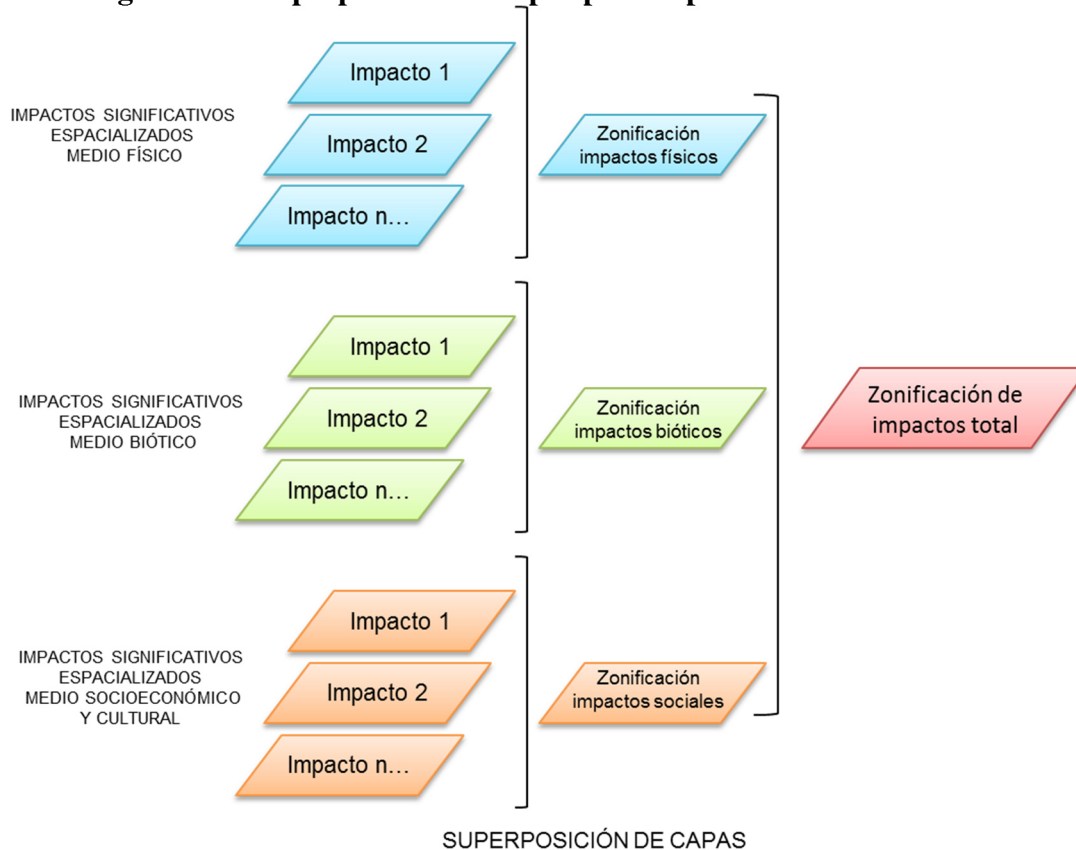 Impacto 1
IMPACTOS SIGNIFICATIVOS
ESPACIALIZADOS
MEDIO FÍSICO
Impacto 2
Impacto n…
Zonificación
impactos físicos
Impacto 1
IMPACTOS SIGNIFICATIVOS
ESPACIALIZADOS
MEDIO BIÓTICO
Impacto 2
Impacto n…
Zonificación
impactos bióticos
Zonificación de
impactos total
Impacto 1
IMPACTOS SIGNIFICATIVOS
ESPACIALIZADOS
MEDIO SOCIOECONÓMICO
Y CULTURAL
Impacto 2
Impacto n…
Zonificación
impactos sociales
SUPERPOSICIÓN DE CAPAS